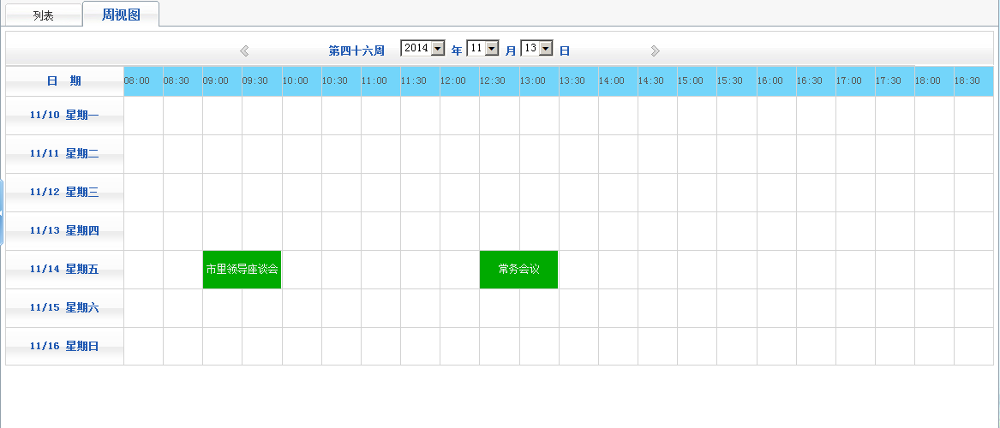 列表 周视图
第四十六周 2014 年 11 月 13 日
日 期 08:00 08:30 09:00 09:30 10:00 10:30 11:00 11:30 12:00 12:30 13:00 13:30 14:00 14:30 15:00 15:30 16:00 16:30 17:00 17:30 18:00 18:30
11/10 星期一
11/11 星期二
11/12 星期三
11/13 星期四
11/14 星期五 市里领导座谈会 常务会议
11/15 星期六
11/16 星期日